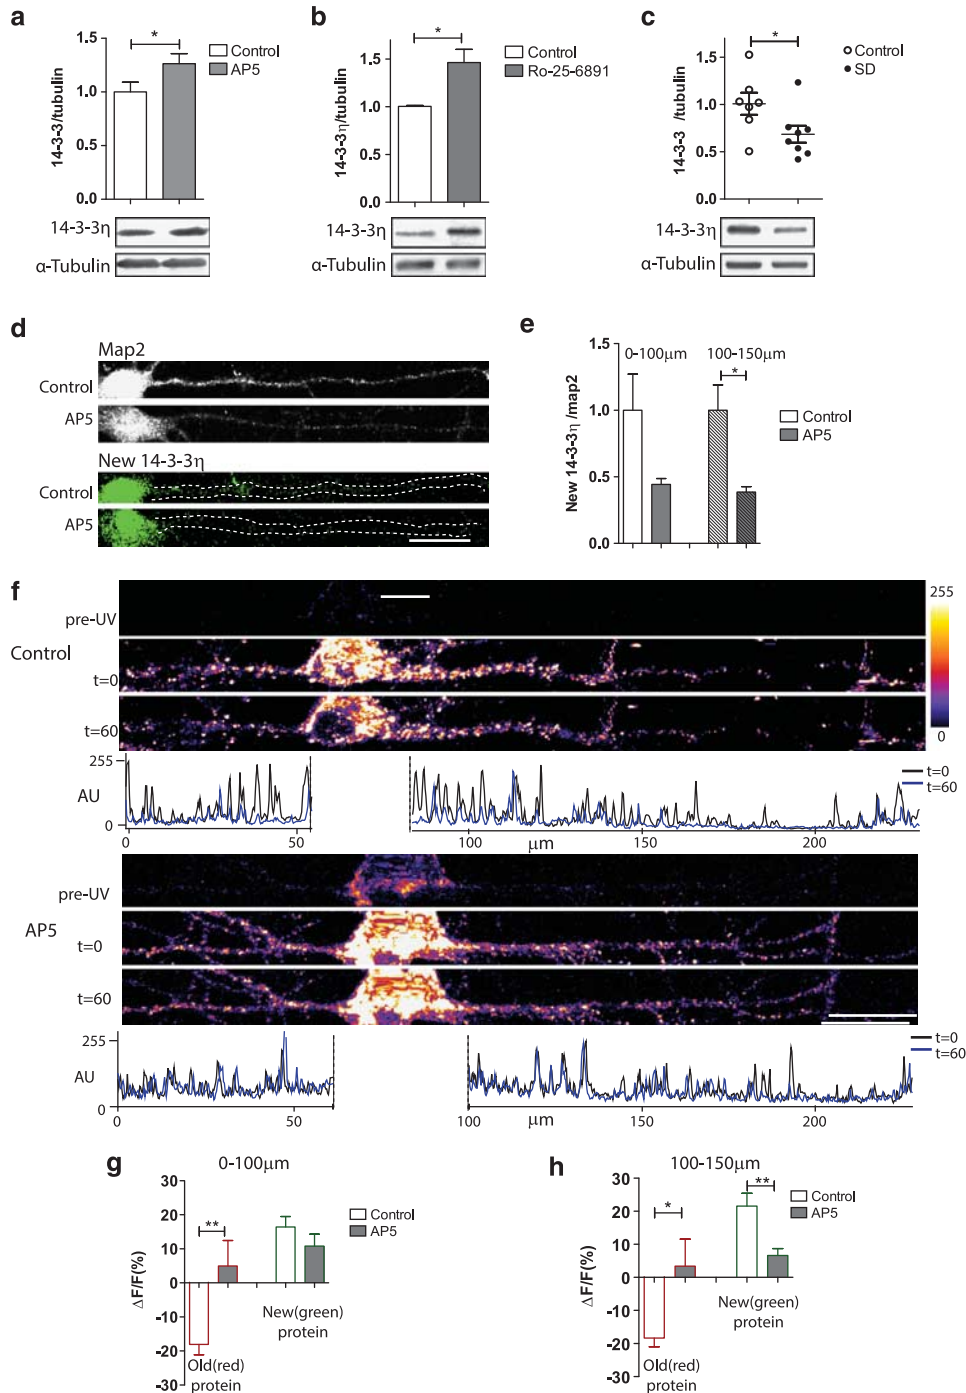 a
*
Control
AP5
14-3-3/tubulin
1.5
1.0
0.5
0.0
14-3-3η
α-Tubulin
b
*
Control
Ro-25-6891
14-3-3η/tubulin
1.5
1.0
0.5
0.0
14-3-3η
α-Tubulin
c
*
Control
SD
14-3-3 /tubulin
1.5
1.0
0.5
0.0
14-3-3η
α-Tubulin
d
Map2
Control
AP5
New 14-3-3η
Control
AP5
e
0-100μm
100-150μm
*
Control
AP5
New 14-3-3η /map2
1.5
1.0
0.5
0.0
f
pre-UV
Control
t=0
t=60
255
0
255
AU
0
t=0
t=60
0
50
100
μm
150
200
pre-UV
AP5
t=0
t=60
255
AU
0
t=0
t=60
0
50
100
μm
150
200
g
0-100μm
30
20
10
0
-10
-20
-30
ΔF/F(%)
**
Control
AP5
New(green)
protein
Old(red)
protein
h
100-150μm
30
20
10
0
-10
-20
-30
ΔF/F(%)
*
**
Control
AP5
New(green)
protein
Old(red)
protein